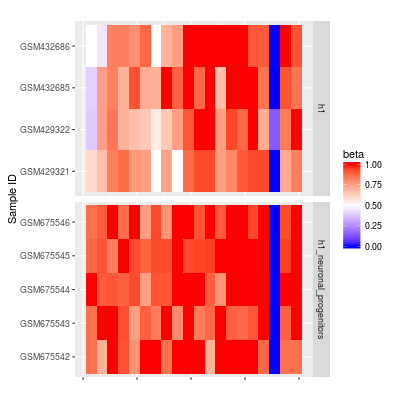 GSM432686
GSM432685
GSM429322
GSM429321
h1
GSM675546
GSM675545
GSM675544
GSM675543
GSM675542
h1_neuronal_progenitors
Sample ID
beta
1.00
0.75
0.50
0.25
0.00